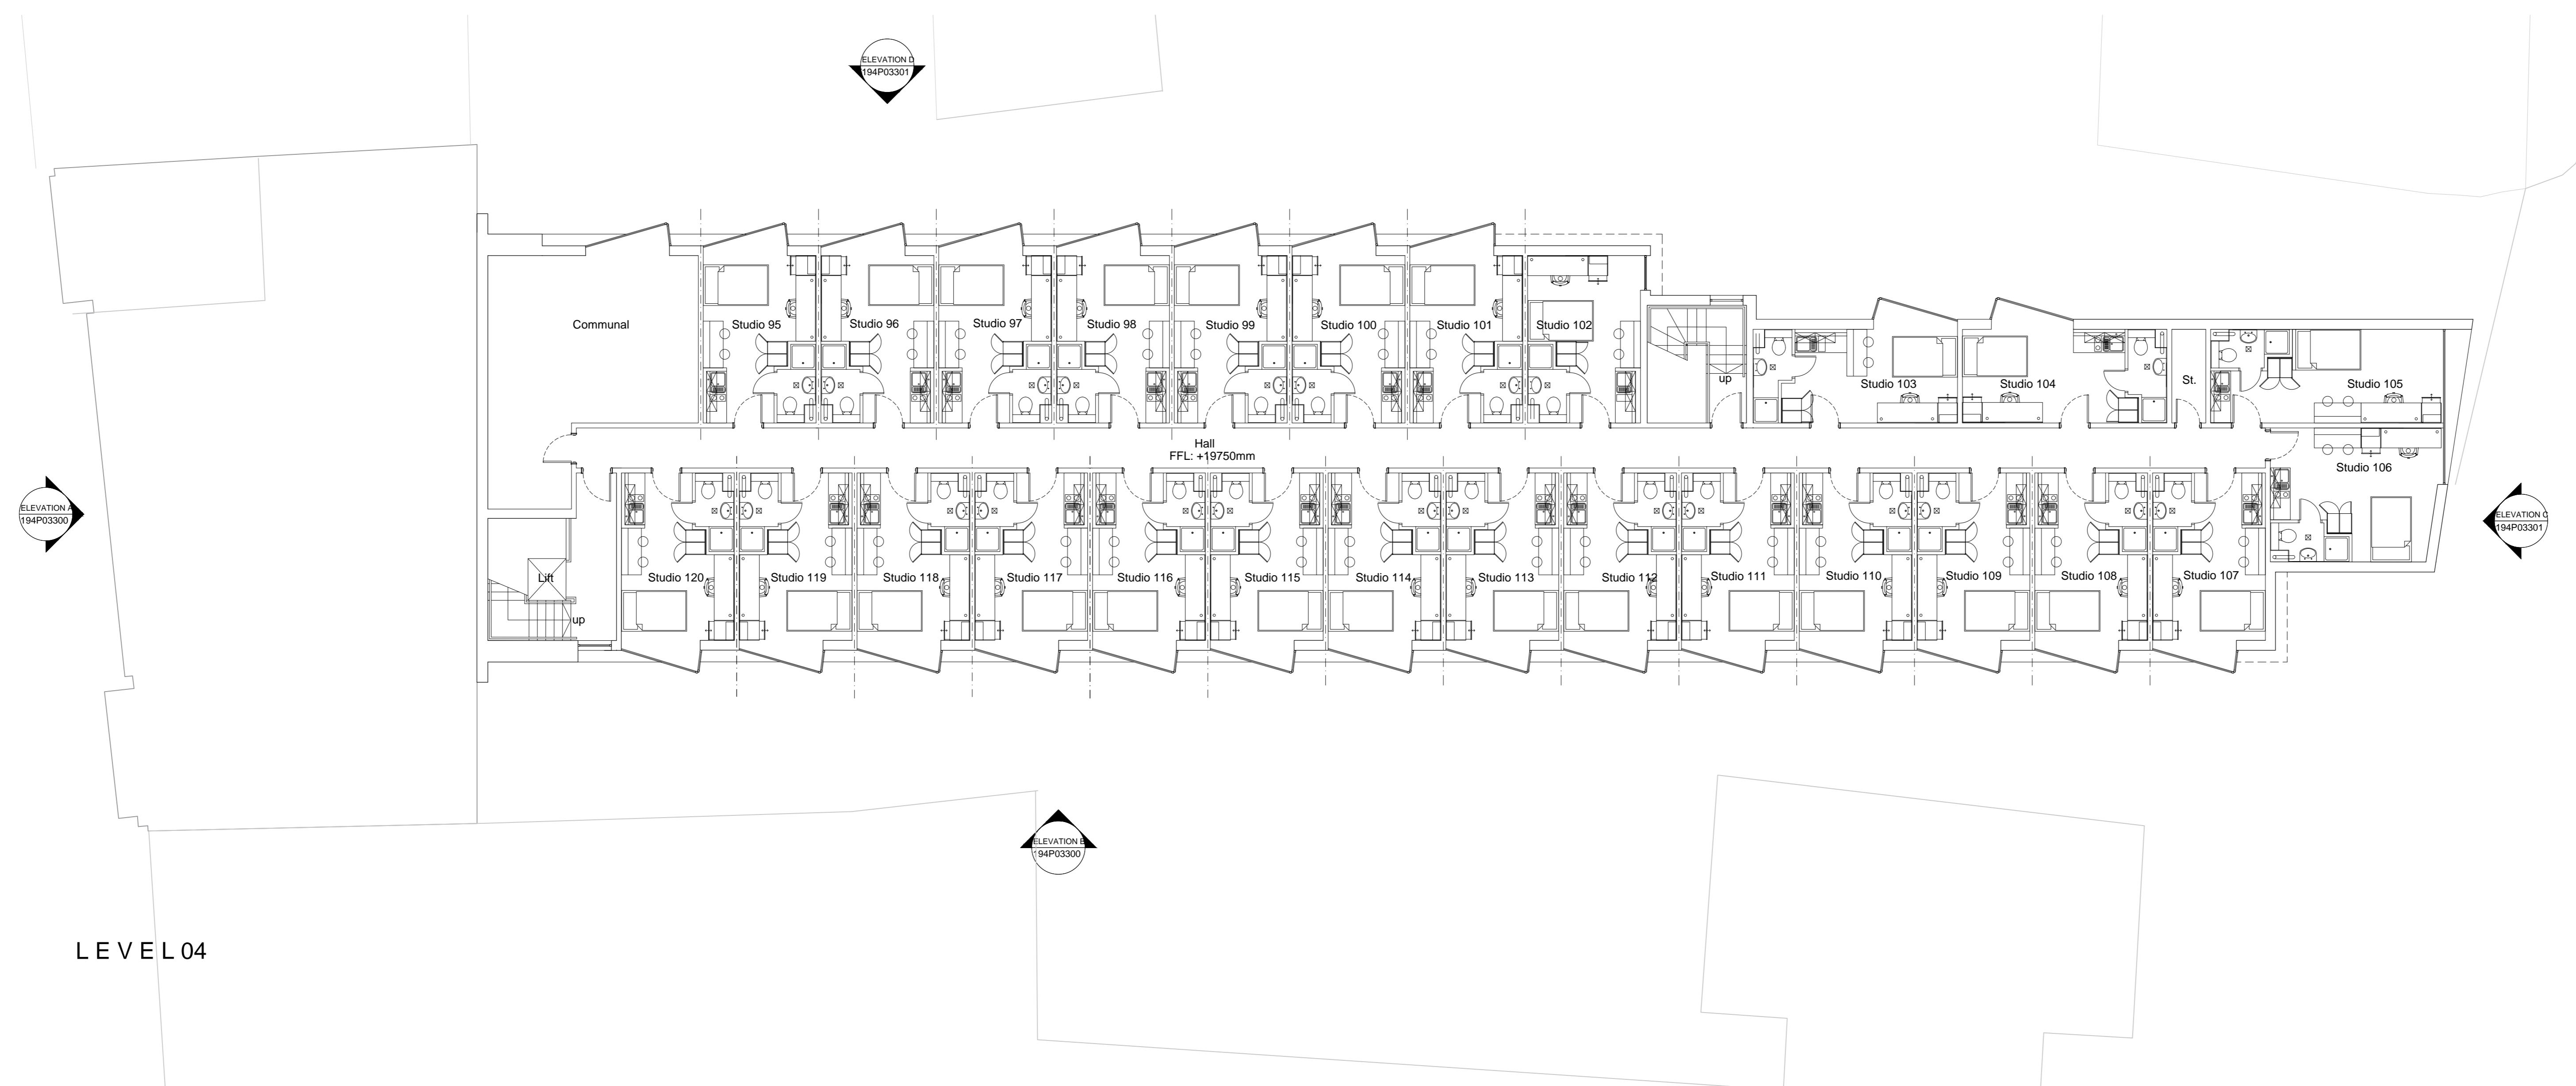 ELEVATION D
194P03301
Communal
Studio 95
Studio 96
Studio 97
Studio 98
Studio 99
Studio 100
Studio 101
Studio 102
up
Studio 103
Studio 104
St.
Studio 105
Hall
FFL: +19750mm
Studio 106
ELEVATION A
194P03300
ELEVATION C
194P03301
Lift
up
Studio 120
Studio 119
Studio 118
Studio 117
Studio 116
Studio 115
Studio 114
Studio 113
Studio 112
Studio 111
Studio 110
Studio 109
Studio 108
Studio 107
ELEVATION B
194P03300
LEVEL 04